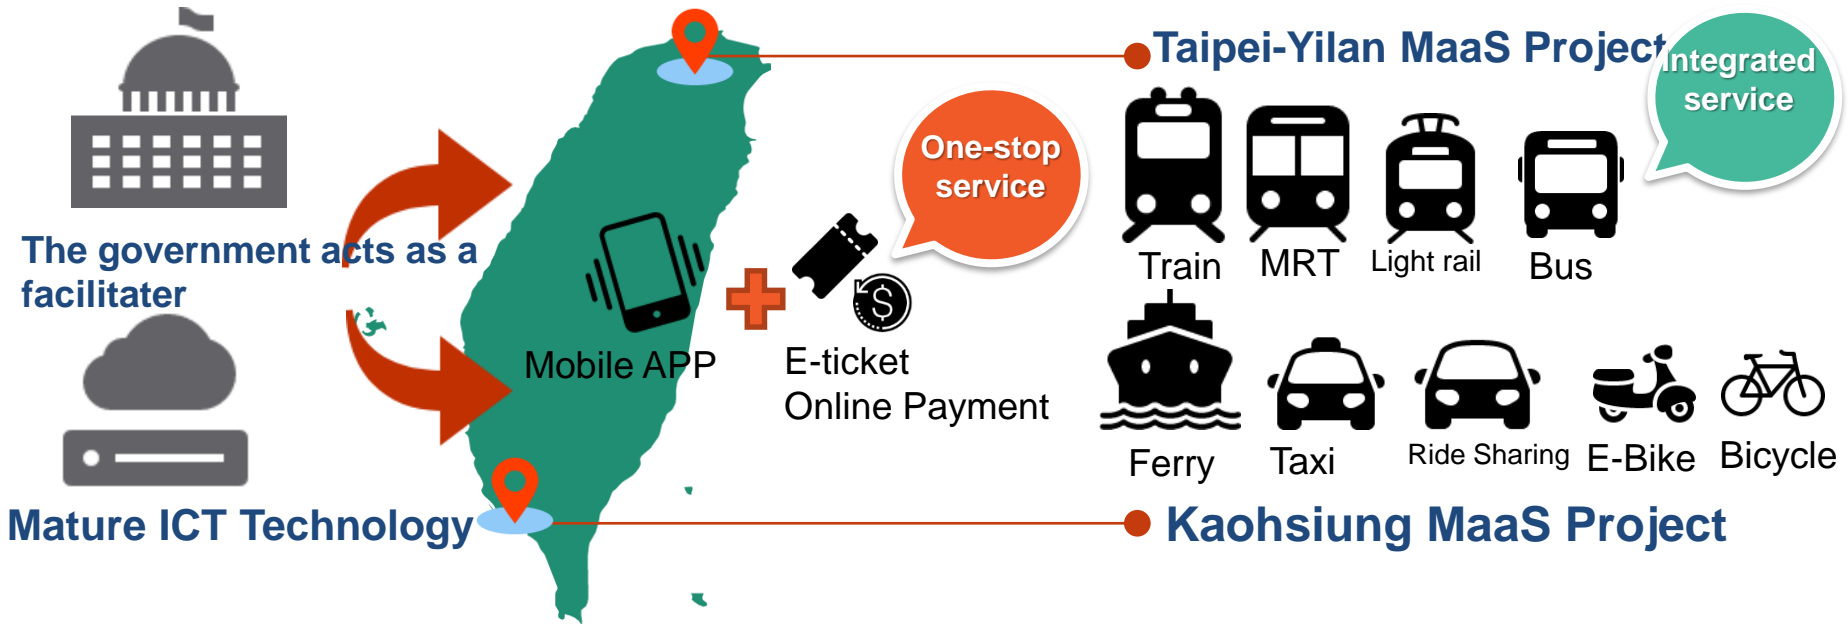 The government acts as a
facilitater
Mature ICT Technology
Mobile APP
E-ticket
Online Payment
One-stop
service
Taipei-Yilan MaaS Project
Integrated
service
Train
MRT
Light rail
Bus
Ferry
Taxi
Ride Sharing
E-Bike
Bicycle
Kaohsiung MaaS Project
$